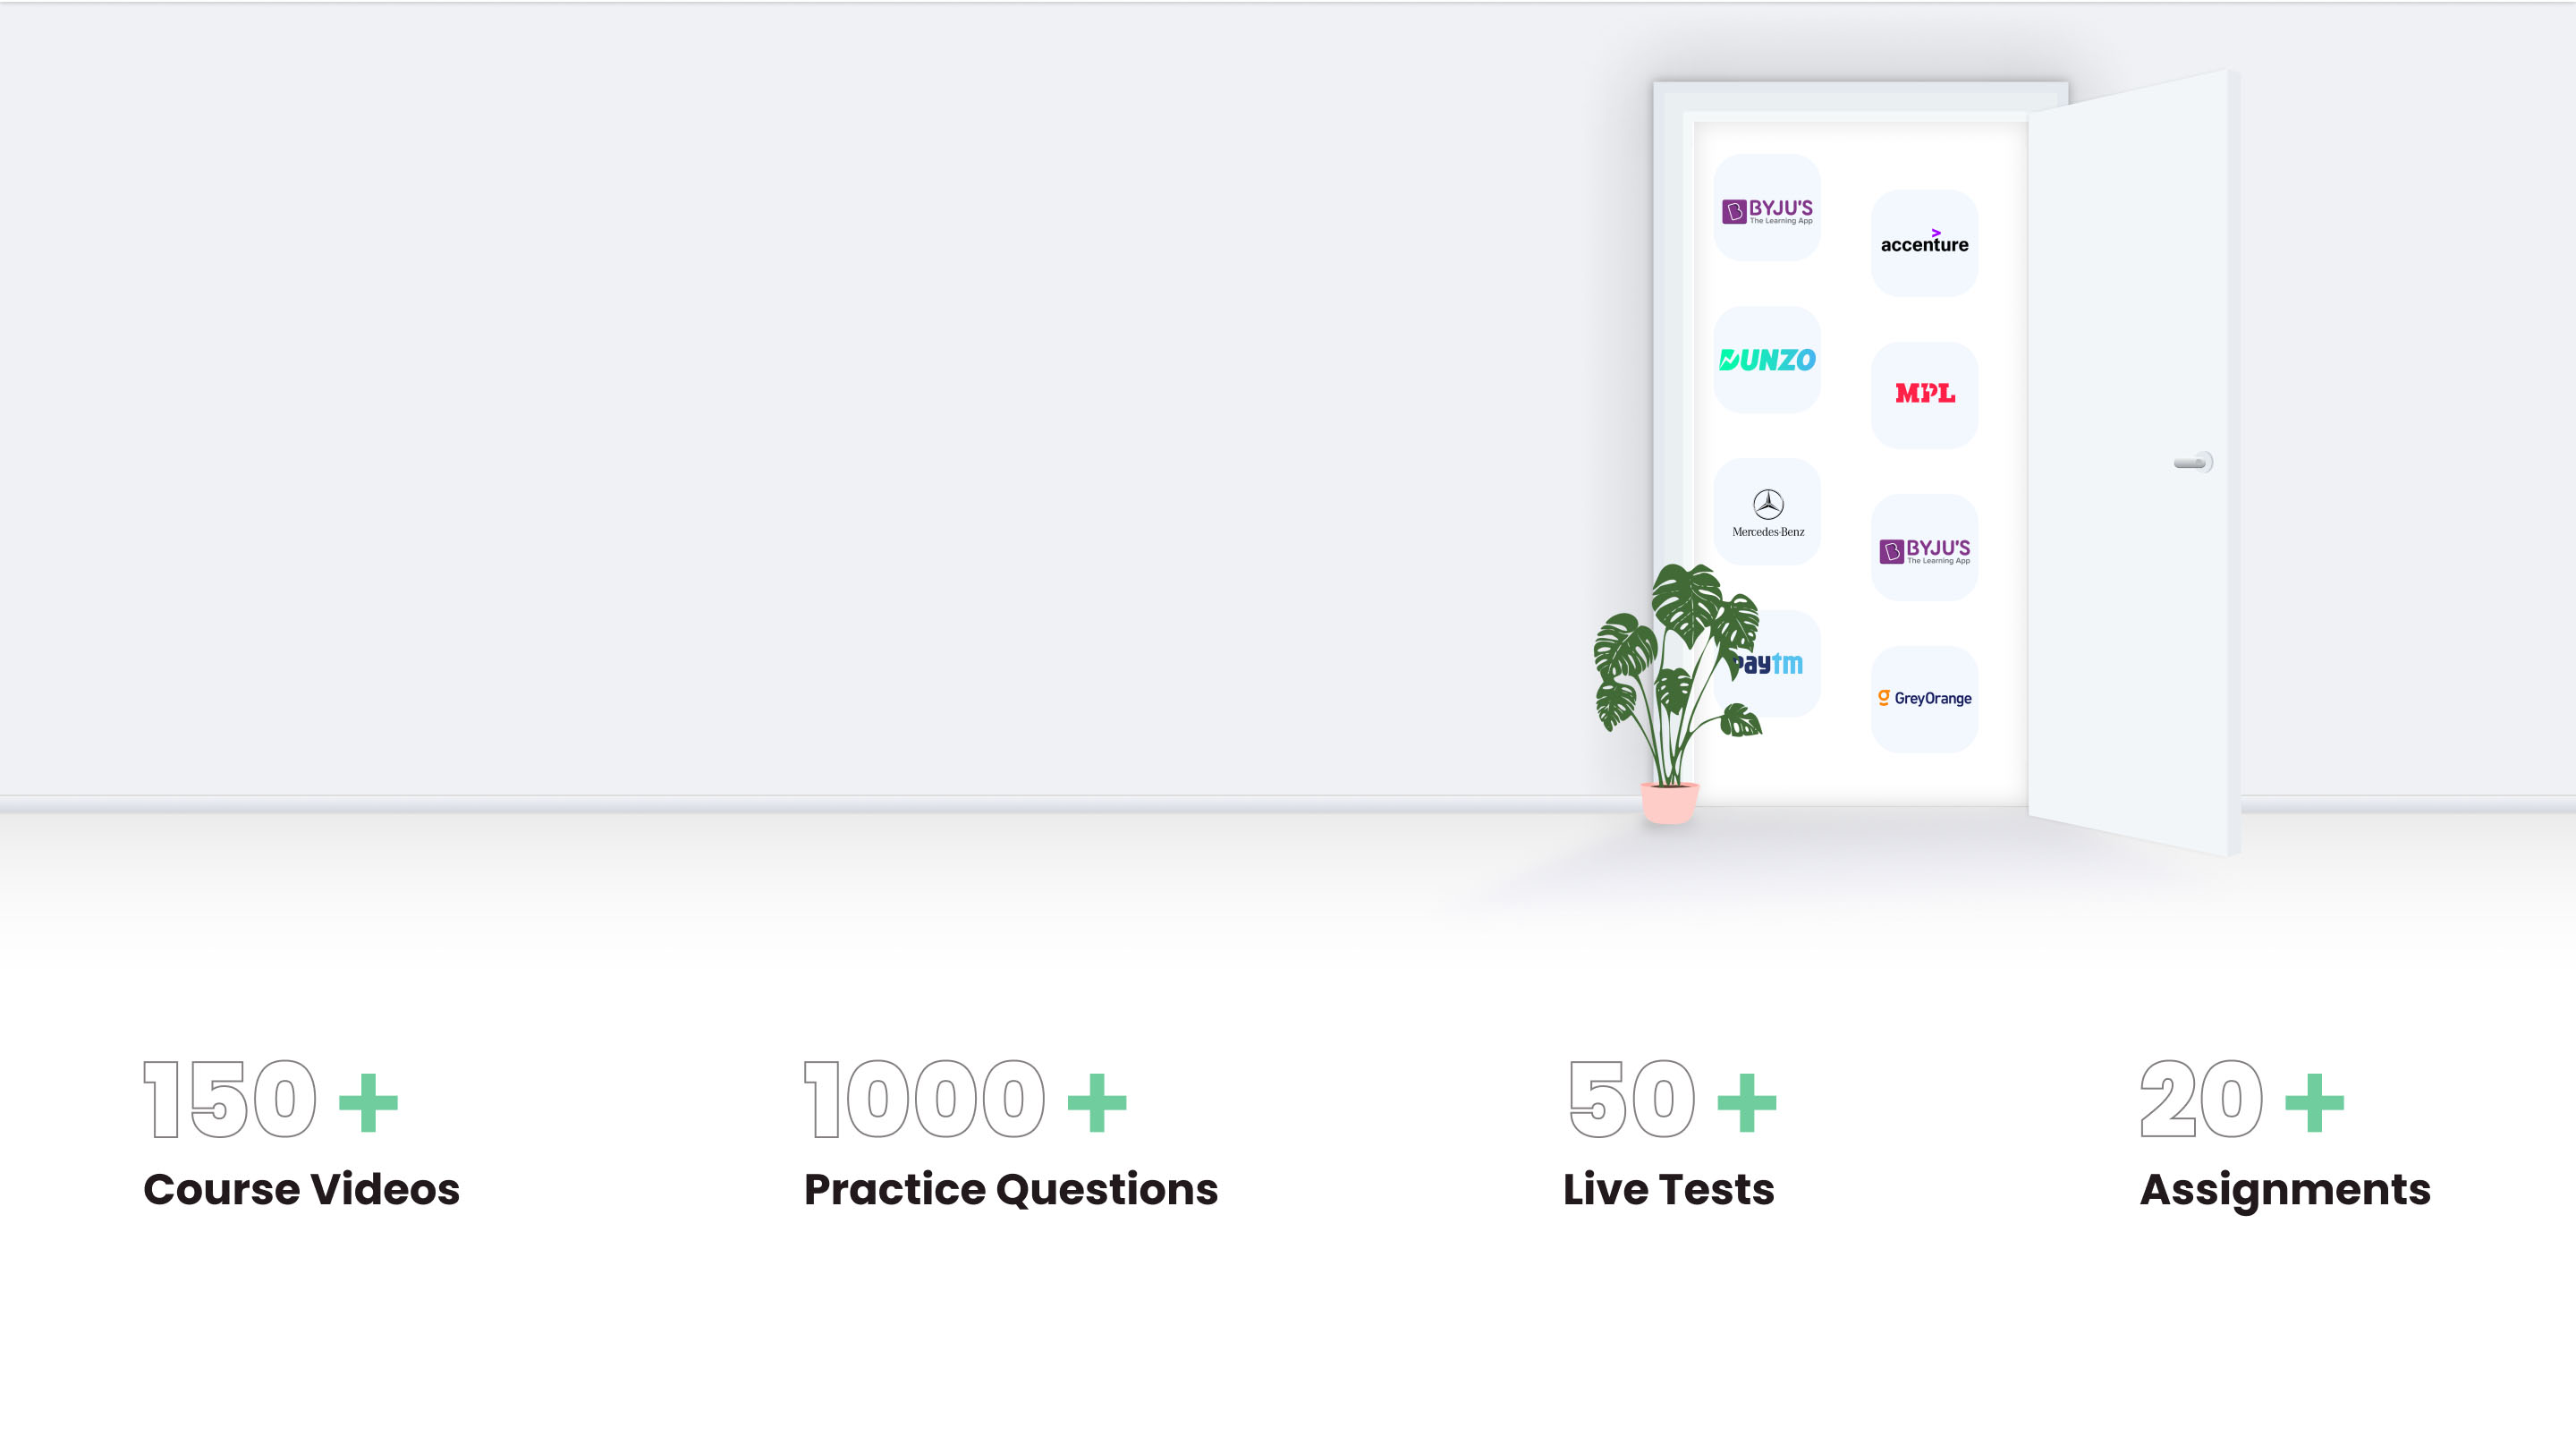 BYJU'S
The Learning App
accenture
DUNZO
MPL
Mercedes-Benz
BYJU'S
The Learning App
paytm
GreyOrange
150 +
Course Videos
1000 +
Practice Questions
50 +
Live Tests
20 +
Assignments